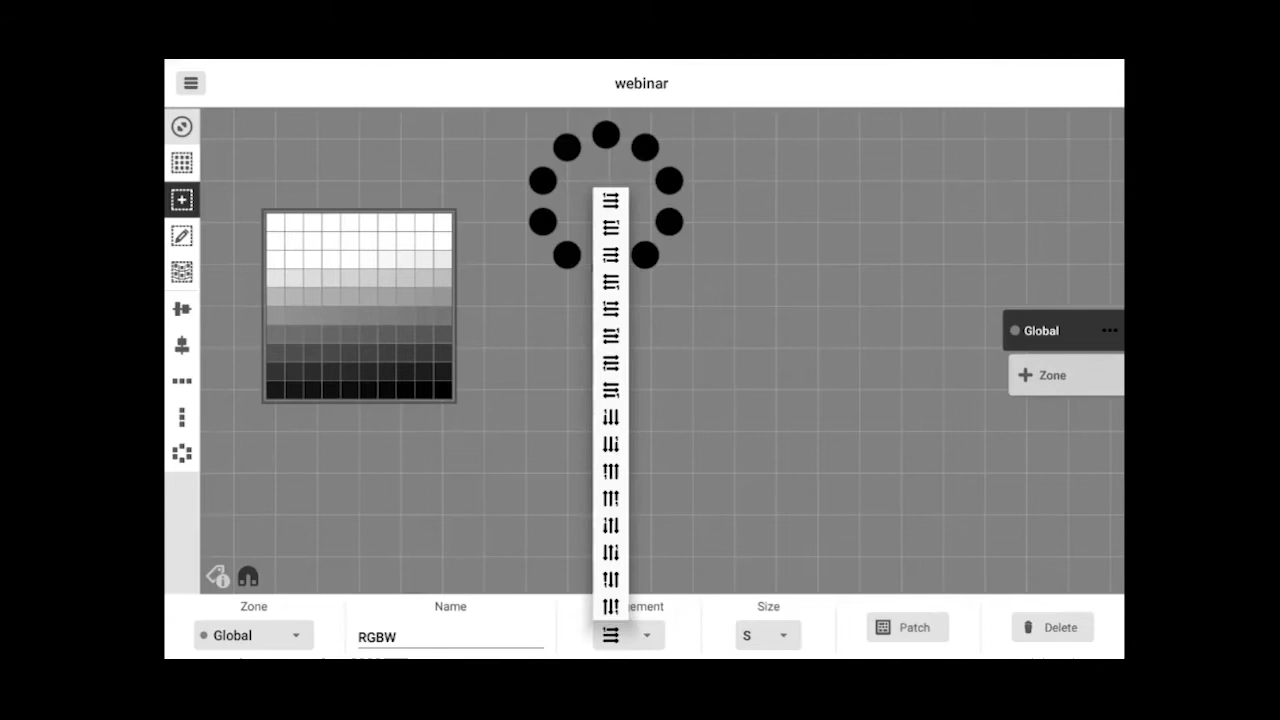 webinar
Global
Zone
Zone
Name
ement
Size
Global
RGBW
S
Patch
Delete